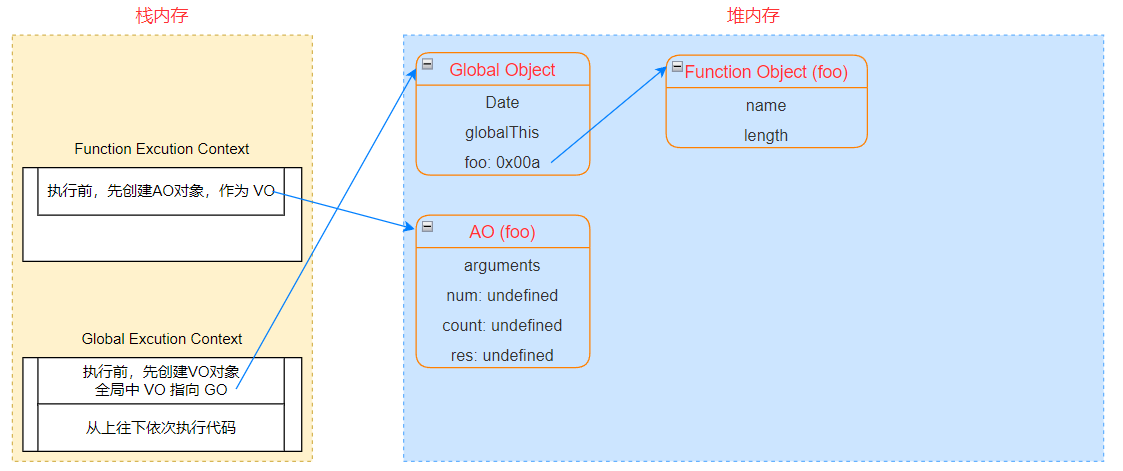 栈内存
堆内存
Function Excution Context
执行前，先创建AO对象，作为 VO
Global Excution Context
执行前，先创建VO对象
全局中 VO 指向 GO
从上往下依次执行代码
Global Object
Date
globalThis
foo: 0x00a
Function Object (foo)
name
length
AO (foo)
arguments
num: undefined
count: undefined
res: undefined